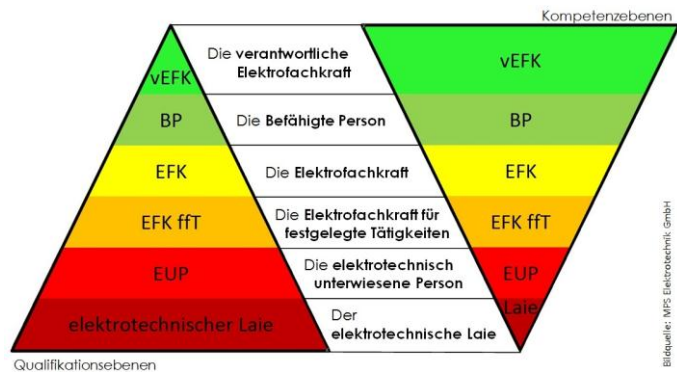 Kompetenzebenen
vEFK
Die verantwortliche
Elektrofachkraft
vEFK
BP
Die Befähigte Person
BP
EFK
Die Elektrofachkraft
EFK
EFK ffT
Die Elektrofachkraft für
festgelegte Tätigkeiten
EFK ffT
EUP
Die elektrotechnisch
unterwiesene Person
EUP
elektrotechnischer Laie
Der
elektrotechnische Laie
Laie
Qualifikationsebenen
Bildquelle: MPS Elektrotechnik GmbH